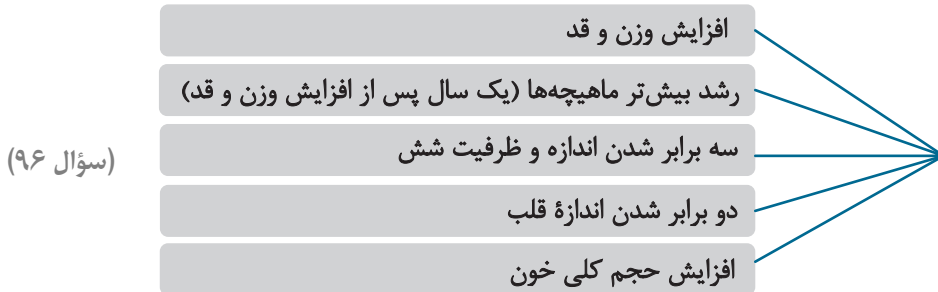 افزایش وزن و قد
رشد بیش‌تر ماهیچه‌ها (یک سال پس از افزایش وزن و قد)
سه برابر شدن اندازه و ظرفیت شش
(سؤال ۹۶)
دو برابر شدن اندازهٔ قلب
افزایش حجم کلی خون